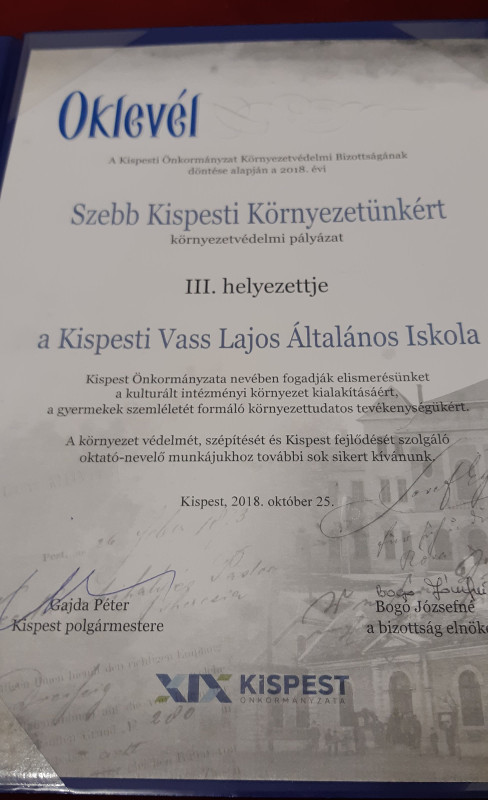 Oklevél
A Kispesti Önkormányzat Környezetvédelmi Bizottságának
döntése alapján a 2018. évi
Szebb Kispesti Környezetünkért
környezetvédelmi pályázat
III. helyezettje
a Kispesti Vass Lajos Általános Iskola
Kispest Önkormányzata nevében fogadják elismerésünket
a kulturált intézményi környezet kialakításáért,
a gyermekek szemléletét formáló környezettudatos tevékenységükért.
A környezet védelmét, szépítését és Kispest fejlődését szolgáló
oktató-nevelő munkájukhoz további sok sikert kívánunk.
Kispest, 2018. október 25.
Gajda Péter
Kispest polgármestere
Bogó Józsefné
a bizottság elnöke
XIX KiSPEST
ÖNKORMÁNYZATA